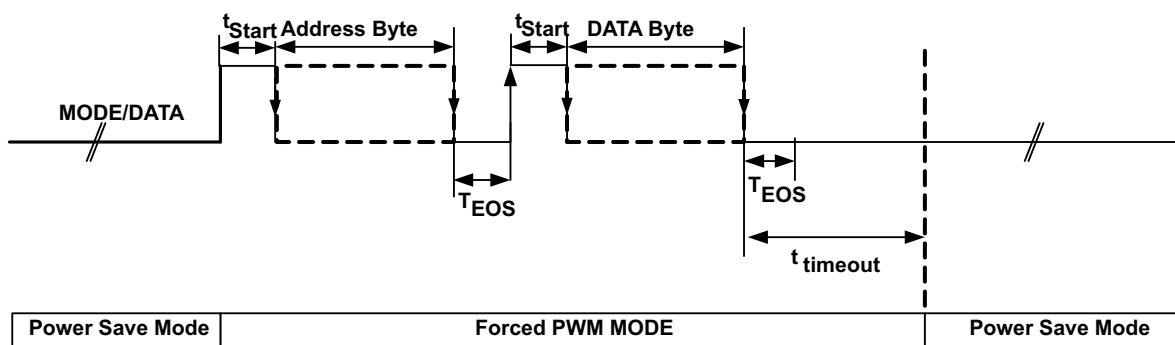 tStart Address Byte tStart DATA Byte
MODE/DATA
TEOS TEOS
t timeout
Power Save Mode Forced PWM MODE Power Save Mode